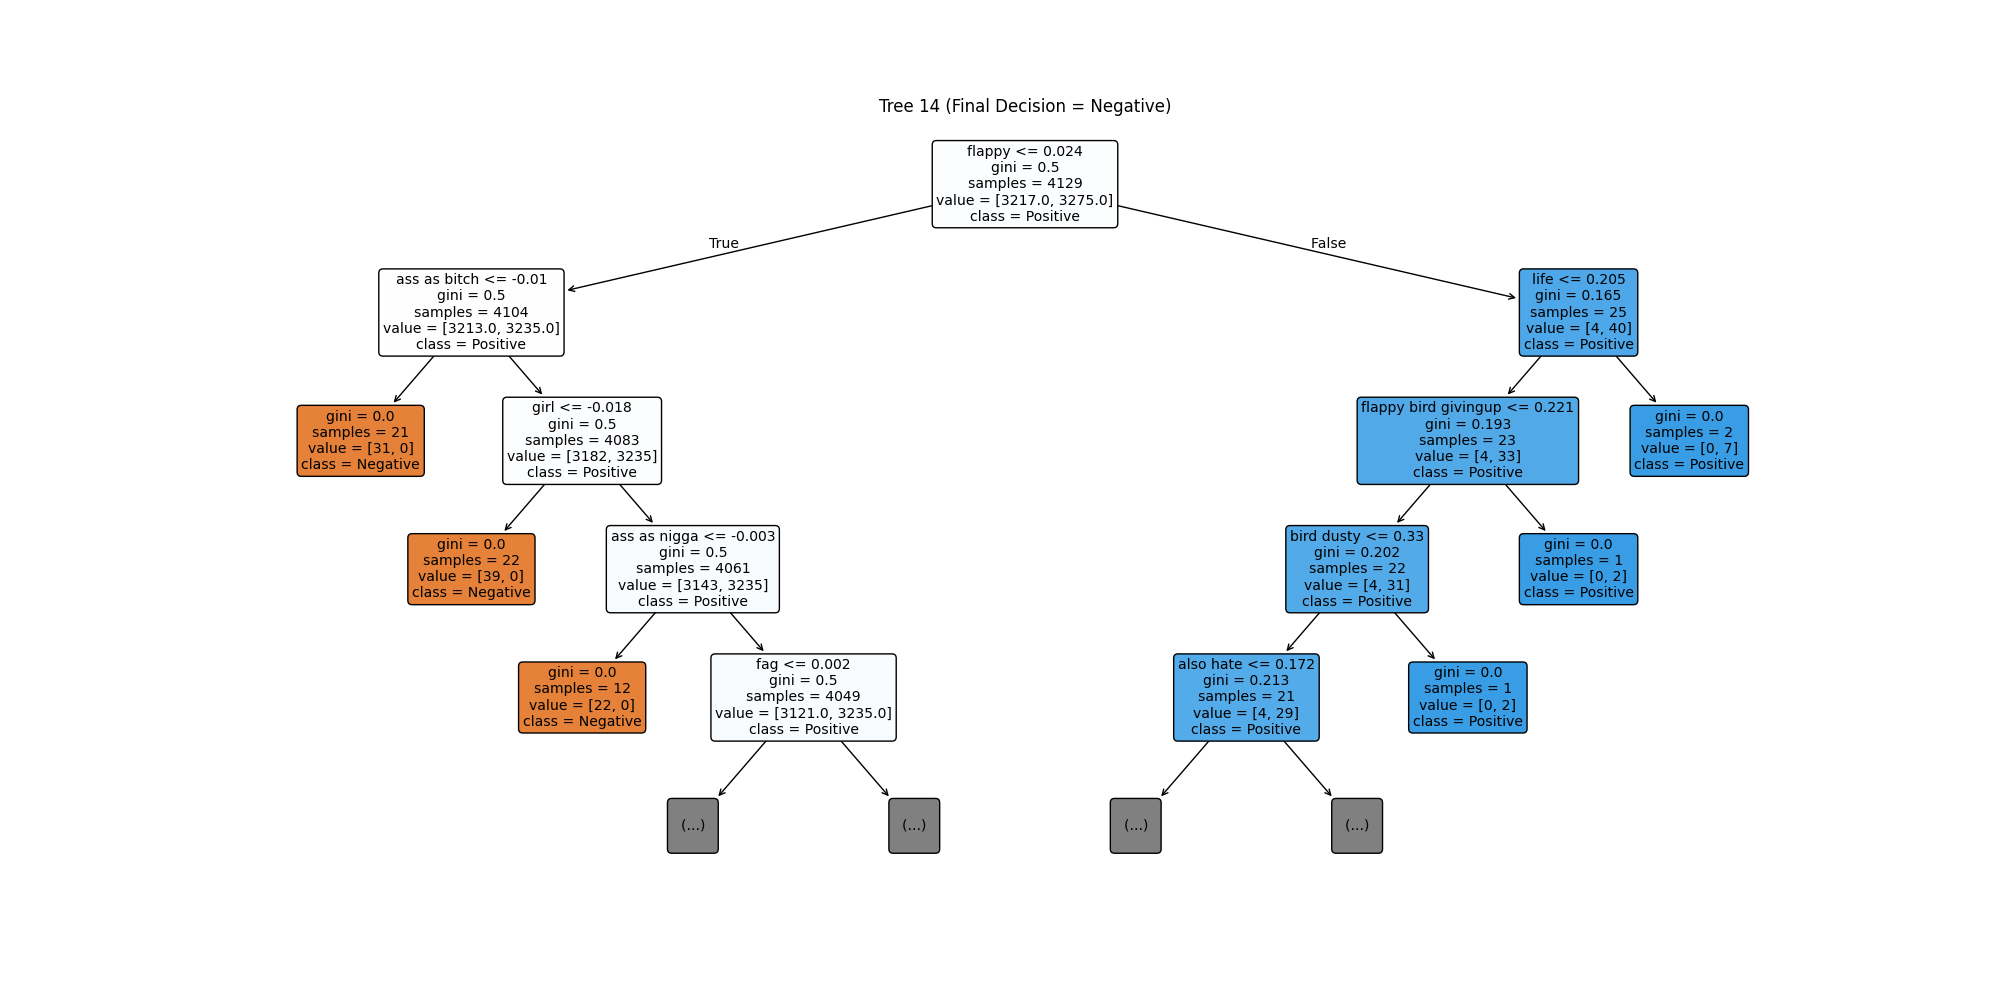 Tree 14 (Final Decision = Negative)
flappy <= 0.024
gini = 0.5
samples = 4129
value = [3217.0, 3275.0]
class = Positive
True
False
ass as bitch <= -0.01
gini = 0.5
samples = 4104
value = [3213.0, 3235.0]
class = Positive
life <= 0.205
gini = 0.165
samples = 25
value = [4, 40]
class = Positive
gini = 0.0
samples = 21
value = [31, 0]
class = Negative
girl <= -0.018
gini = 0.5
samples = 4083
value = [3182, 3235]
class = Positive
flappy bird givingup <= 0.221
gini = 0.193
samples = 23
value = [4, 33]
class = Positive
gini = 0.0
samples = 2
value = [0, 7]
class = Positive
gini = 0.0
samples = 22
value = [39, 0]
class = Negative
ass as nigga <= -0.003
gini = 0.5
samples = 4061
value = [3143, 3235]
class = Positive
bird dusty <= 0.33
gini = 0.202
samples = 22
value = [4, 31]
class = Positive
gini = 0.0
samples = 1
value = [0, 2]
class = Positive
gini = 0.0
samples = 12
value = [22, 0]
class = Negative
fag <= 0.002
gini = 0.5
samples = 4049
value = [3121.0, 3235.0]
class = Positive
also hate <= 0.172
gini = 0.213
samples = 21
value = [4, 29]
class = Positive
gini = 0.0
samples = 1
value = [0, 2]
class = Positive
(...)
(...)
(...)
(...)